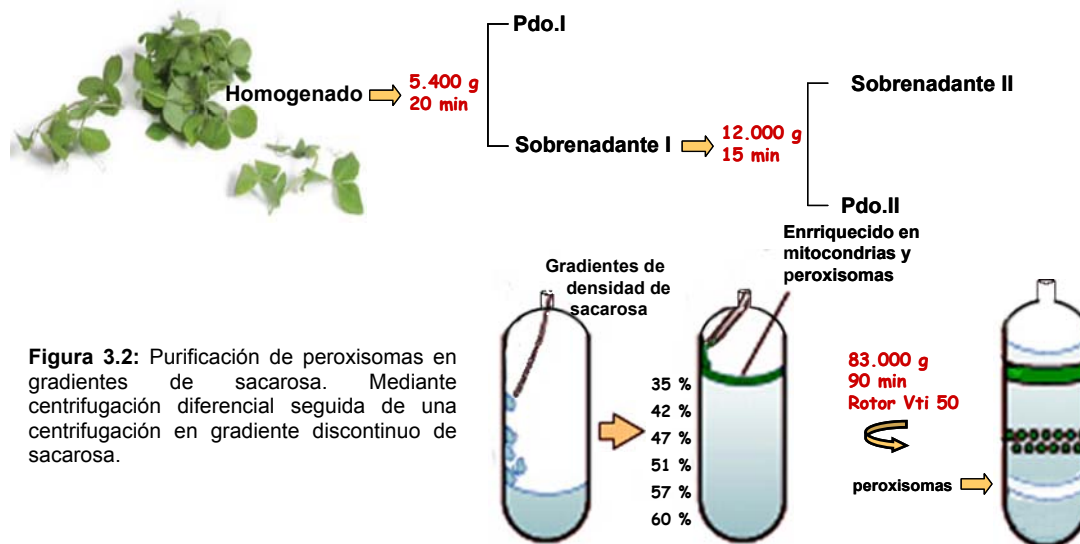 Pdo.I
Homogenado
5.400 g
20 min
Sobrenadante I
12.000 g
15 min
Sobrenadante II
Pdo.II
Enrriquecido en
mitocondrias y
peroxisomas
Gradientes de
densidad de
sacarosa
Figura 3.2: Purificación de peroxisomas en
gradientes de sacarosa. Mediante
centrifugación diferencial seguida de una
centrifugación en gradiente discontinuo de
sacarosa.
35 %
42 %
47 %
51 %
57 %
60 %
83.000 g
90 min
Rotor Vti 50
peroxisomas